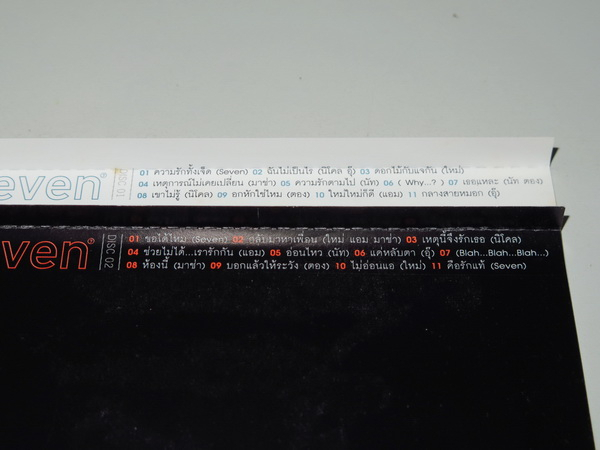 even®
DISC 01
01 ความรักทั้งเจ็ด (Seven) 02 ฉันไม่เป็นไร (นิโคล อุ๊) 03 ดอกไม้กับแจกัน (ใหม่)
04 เหตุการณ์ไม่เคยเปลี่ยน (มาช่า) 05 ความรักตามไป (นัท) 06 ( Why...? ) 07 เธอแหละ (นัท ตอง)
08 เขาไม่รู้ (นิโคล) 09 อกหักใช่ไหม (ตอง) 10 ใหม่ไหมก็ดี (แอม) 11 กลางสายหมอก (อุ๊)
ven®
DISC 02
01 ขอได้ไหม (Seven) 02 กลับมาหาเพื่อน (ใหม่ แอม มาช่า) 03 เหตุนี้จึงรักเธอ (นิโคล)
04 ช่วยไม่ได้...เรารักกัน (แอม) 05 อ่อนไหว (นัท) 06 แค่หลับตา (อุ๊) 07 (Blah...Blah...Blah...)
08 ห้องนี้ (มาช่า) 09 บอกแล้วให้ระวัง (ตอง) 10 ไม่อ่อนแอ (ใหม่) 11 คือรักแท้ (Seven)